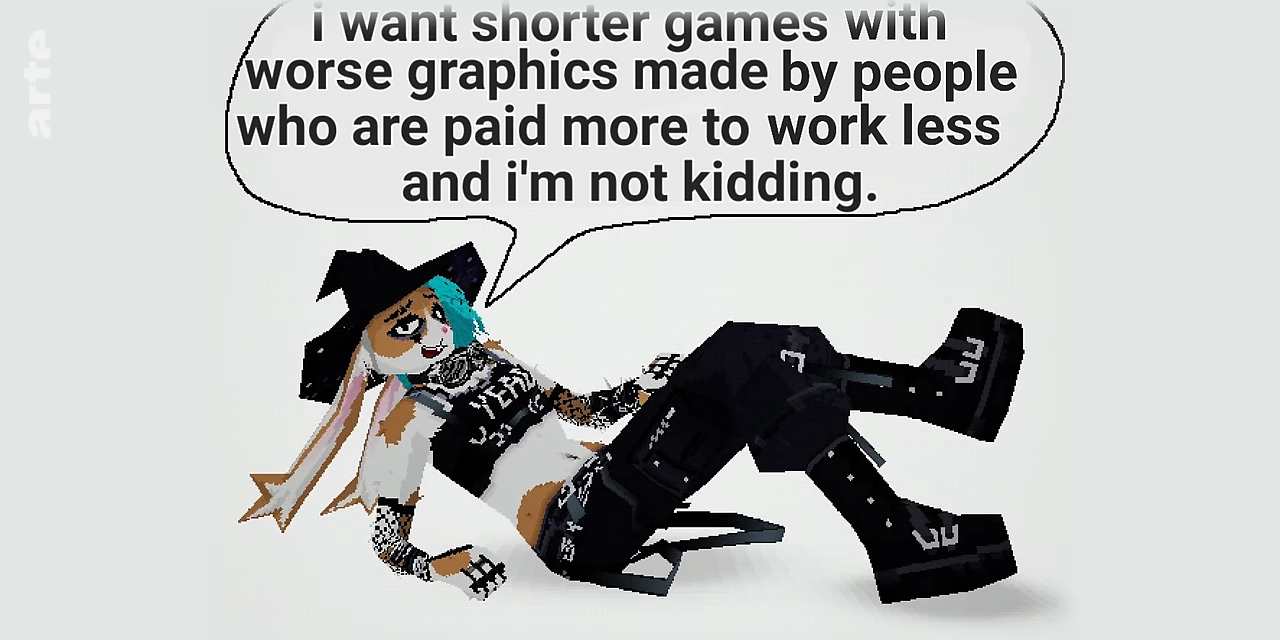 arte
i want shorter games with
worse graphics made by people
who are paid more to work less
and i'm not kidding.
YEAH